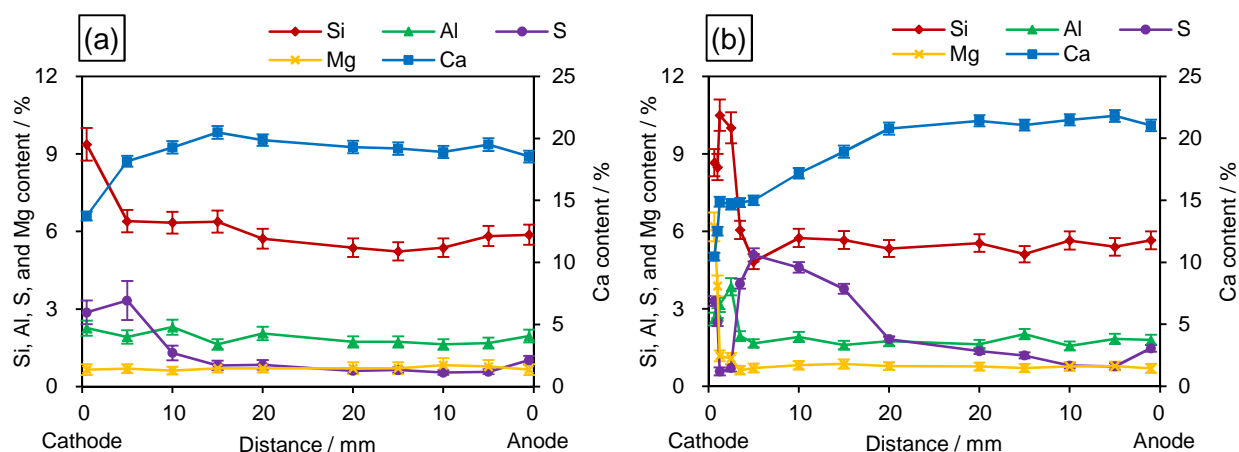 (a)
Si Al S
Mg Ca
12
9
6
3
0
Si, Al, S, and Mg content / %
25
20
15
10
5
0
Ca content / %
0 10 20 20 10 0
Cathode Distance / mm Anode
(b)
Si Al S
Mg Ca
12
9
6
3
0
Si, Al, S, and Mg content / %
25
20
15
10
5
0
Ca content / %
0 10 20 20 10 0
Cathode Distance / mm Anode